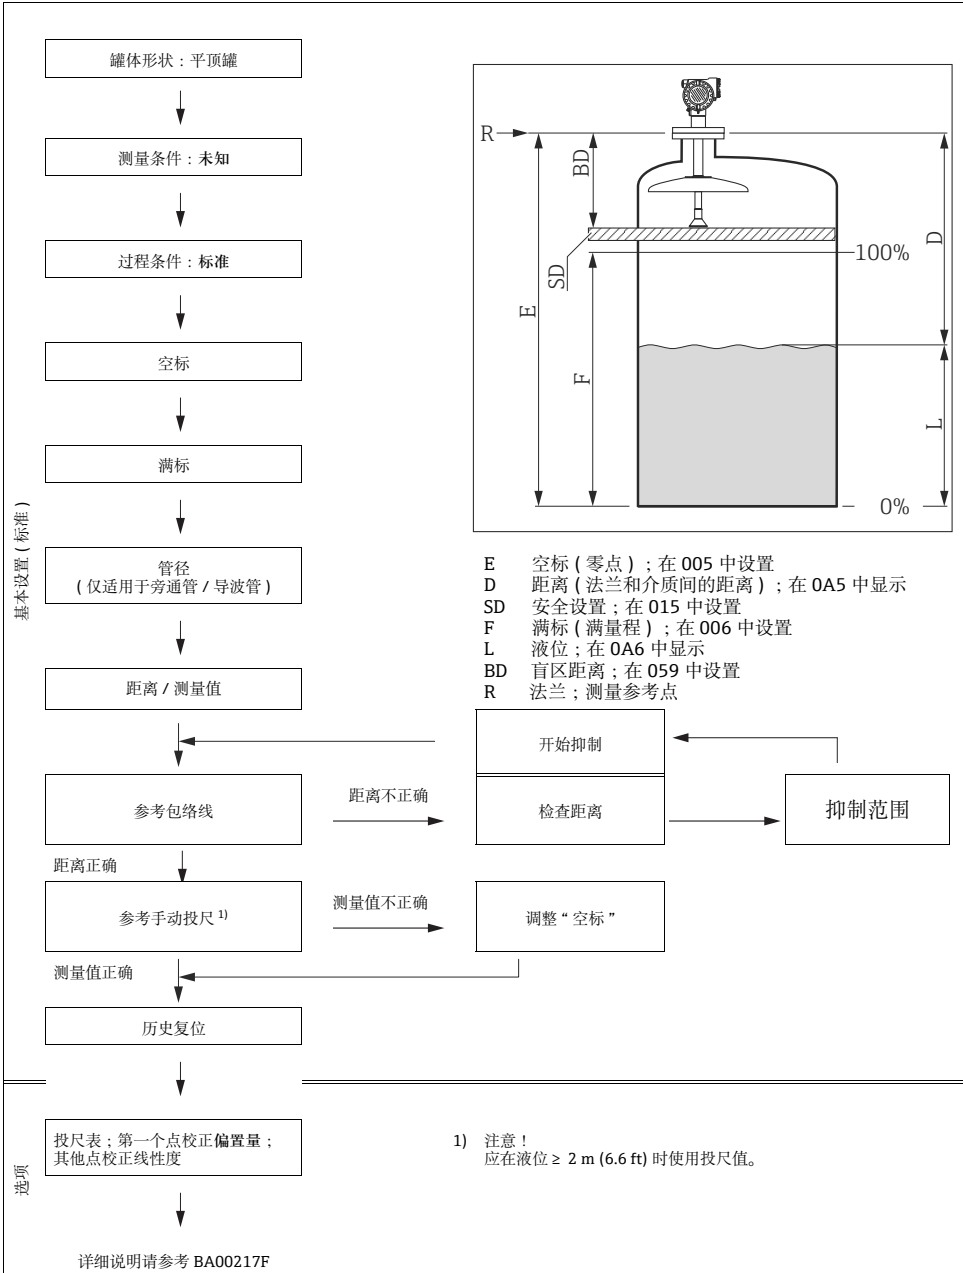 罐体形状 : 平顶罐
测量条件 : 未知
过程条件 : 标准
空标
满标
管径
( 仅适用于旁通管 / 导波管 )
距离 / 测量值
参考包络线
距离不正确
开始抑制
检查距离
抑制范围
距离正确
参考手动投尺 1)
测量值不正确
调整 “ 空标 ”
测量值正确
历史复位
基本设置 ( 标准 )
R
BD
SD
E
F
D
L
100%
0%
E 空标 ( 零点 ) ; 在 005 中设置
D 距离 ( 法兰和介质间的距离 ) ; 在 0A5 中显示
SD 安全设置 ; 在 015 中设置
F 满标 ( 满量程 ) ; 在 006 中设置
L 液位 ; 在 0A6 中显示
BD 盲区距离 ; 在 059 中设置
R 法兰 ; 测量参考点
选项
投尺表 ; 第一个点校正偏置量 ;
其他点校正线性度
详细说明请参考 BA00217F
1) 注意 !
应在液位 ≥ 2 m (6.6 ft) 时使用投尺值。